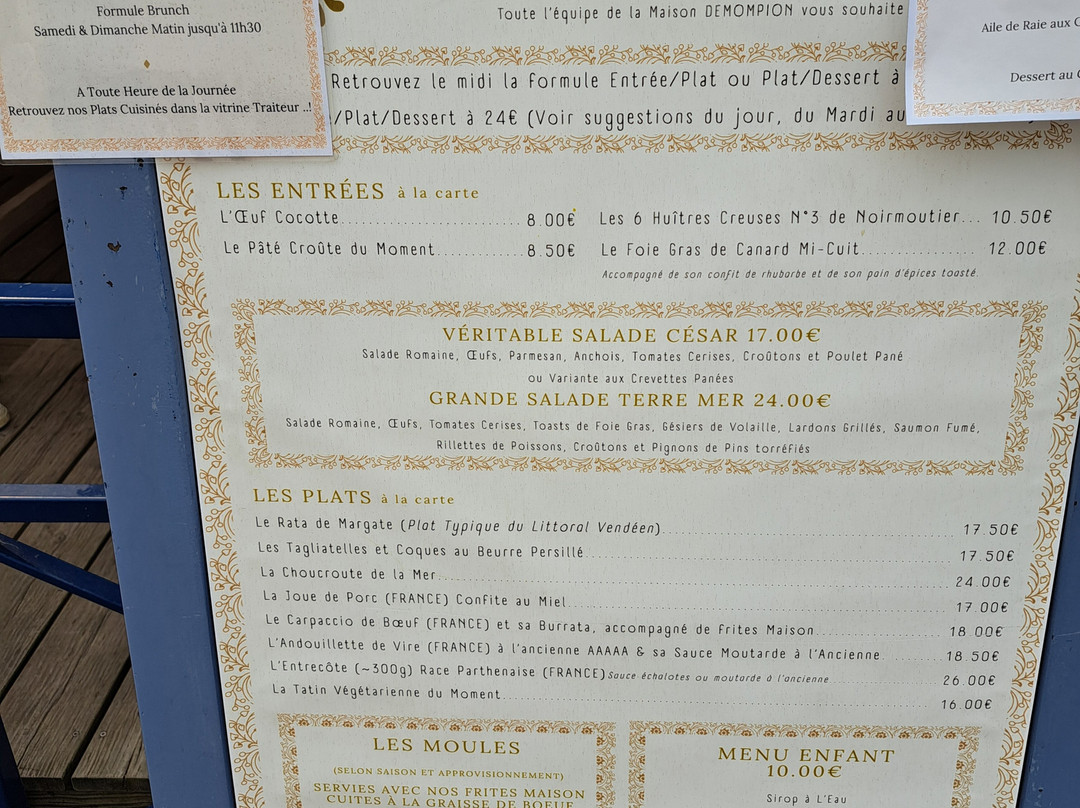 Formule Brunch
Samedi & Dimanche Matin jusqu'à 11h30
A Toute Heure de la Journée
Retrouvez nos Plats Cuisinés dans la vitrine Traiteur ..!
Toute l'équipe de la Maison DEMOMPION vous souhaite
Retrouvez le midi la formule Entrée/Plat ou Plat/Dessert à
/Plat/Dessert à 24€ (Voir suggestions du jour, du Mardi au
Aile de Raie aux
Dessert au
LES ENTRÉES à la carte
L'Œuf Cocotte 8.00€
Les 6 Huîtres Creuses N°3 de Noirmoutier... 10.50€
Le Pâté Croûte du Moment 8.50€
Le Foie Gras de Canard Mi-Cuit 12.00€
Accompagné de son confit de rhubarbe et de son pain d'épices toasté.
VÉRITABLE SALADE CÉSAR 17.00€
Salade Romaine, Œufs, Parmesan, Anchois, Tomates Cerises, Croûtons et Poulet Pané
ou Variante aux Crevettes Panées
GRANDE SALADE TERRE MER 24.00€
Salade Romaine, Œufs, Tomates Cerises, Toasts de Foie Gras, Gésiers de Volaille, Lardons Grillés, Saumon Fumé,
Rillettes de Poissons, Croûtons et Pignons de Pins torréfiés
LES PLATS à la carte
Le Rata de Margate (Plat Typique du Littoral Vendéen) 17.50€
Les Tagliatelles et Coques au Beurre Persillé 17.50€
La Choucroute de la Mer 24.00€
La Joue de Porc (FRANCE) Confite au Miel 17.00€
Le Carpaccio de Bœuf (FRANCE) et sa Burrata, accompagné de frites Maison 18.00€
L'Andouillette de Vire (FRANCE) à l'ancienne AAAAA & sa Sauce Moutarde à l'Ancienne 18.50€
L'Entrecôte (~300g) Race Parthenaise (FRANCE) Sauce échalotes ou moutarde à l'ancienne 26.00€
La Tatin Végétarienne du Moment 16.00€
LES MOULES
(SELON SAISON ET APPROVISIONNEMENT)
SERVIES AVEC NOS FRITES MAISON
CUITES À LA GRAISSE DE BOEUF
MENU ENFANT
10.00€
Sirop à L'Eau